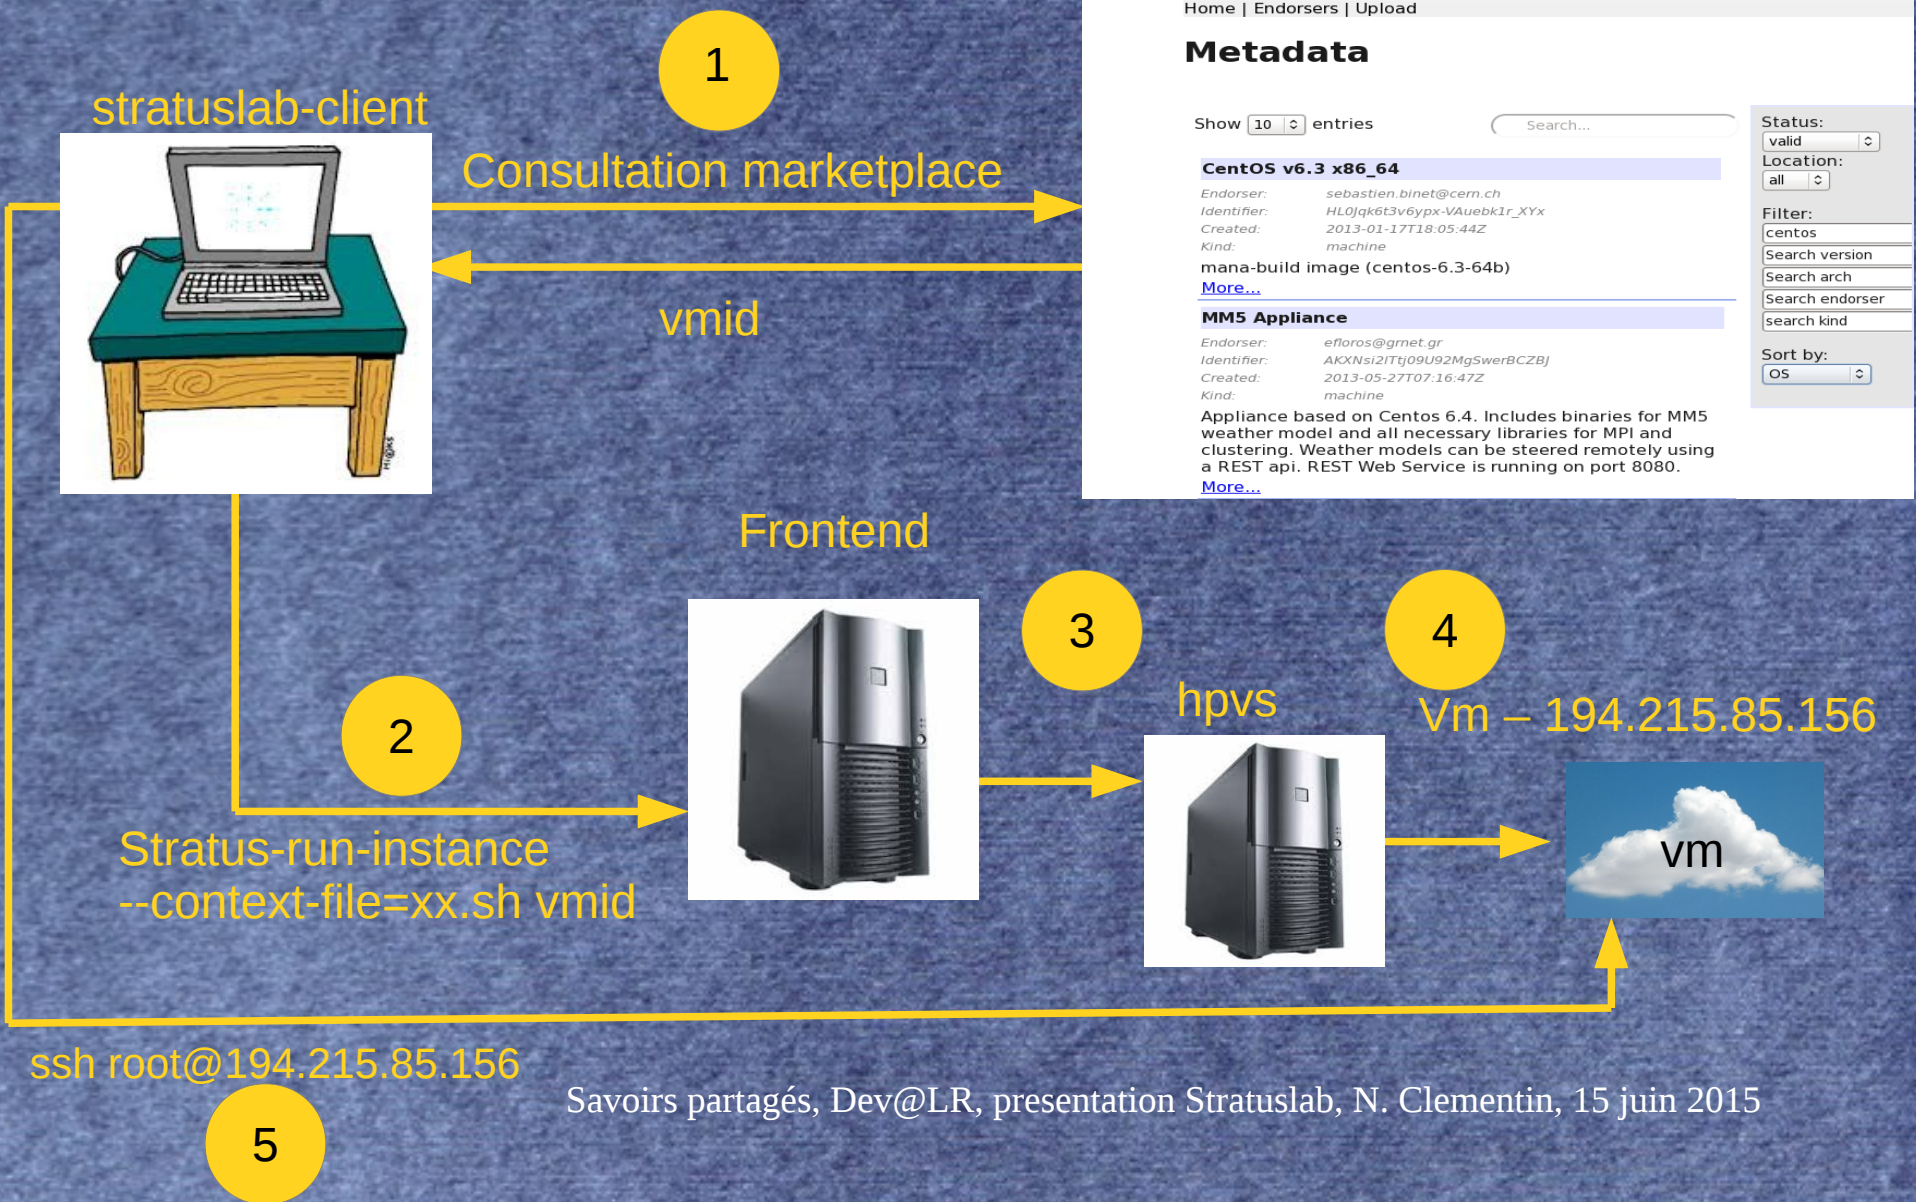 1
stratuslab-client
Consultation marketplace
vmid
Home | Endorsers | Upload
Metadata
Show 10 entries
Search...
CentOS v6.3 x86_64
Endorser: sebastien.binet@cern.ch
Identifier: HL0Jqk6t3v6ypx-VAuebk1r_XYx
Created: 2013-01-17T18:05:44Z
Kind: machine
mana-build image (centos-6.3-64b)
More...
MM5 Appliance
Endorser: efloros@grnet.gr
Identifier: AKXNsi2lTtj09U92MgSwerBCZBJ
Created: 2013-05-27T07:16:47Z
Kind: machine
Appliance based on Centos 6.4. Includes binaries for MM5
weather model and all necessary libraries for MPI and
clustering. Weather models can be steered remotely using
a REST api. REST Web Service is running on port 8080.
More...
Status:
valid
Location:
all
Filter:
centos
Search version
Search arch
Search endorser
search kind
Sort by:
OS
Hicks
Frontend
3
4
hpvs
Vm – 194.215.85.156
2
vm
Stratus-run-instance
--context-file=xx.sh vmid
ssh root@194.215.85.156
Savoirs partagés, Dev@LR, presentation Stratuslab, N. Clementin, 15 juin 2015
5